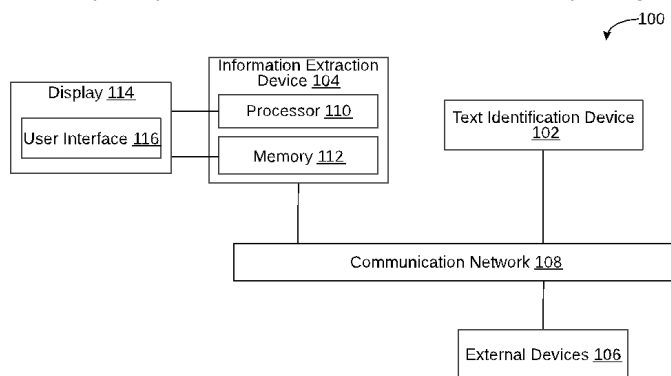 100
Information Extraction
Device 104
Display 114
Processor 110
User Interface 116
Memory 112
Text Identification Device
102
Communication Network 108
External Devices 106